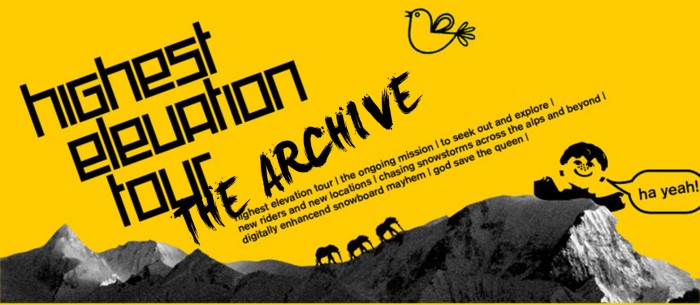 highest
elevation
tour
THE ARCHIVE
highest elevation tour | the ongoing mission | to seek out and explore |
new riders and new locations | chasing snowstorms across the alps and beyond |
digitally enhancend snowboard mayhem | god save the queen |
ha yeah!